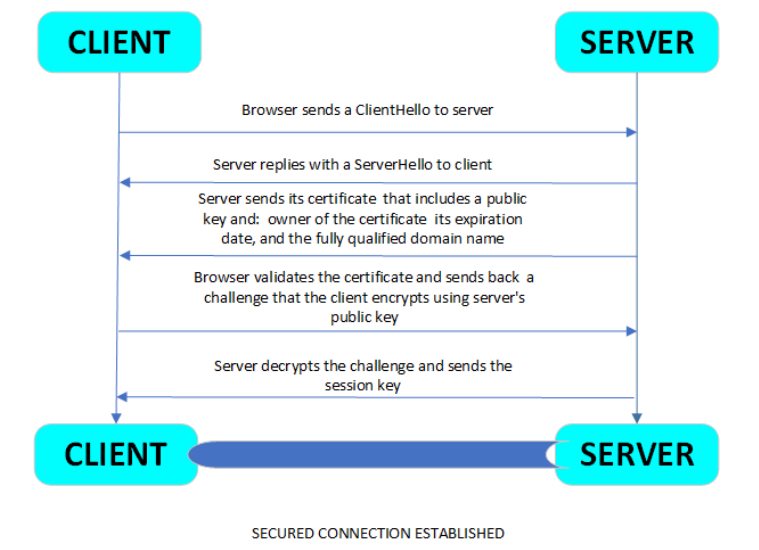 CLIENT SERVER
Browser sends a ClientHello to server
Server replies with a ServerHello to client
Server sends its certificate that includes a public
key and: owner of the certificate its expiration
date, and the fully qualified domain name
Browser validates the certificate and sends back a
challenge that the client encrypts using server's
public key
Server decrypts the challenge and sends the
session key
CLIENT SERVER
SECURED CONNECTION ESTABLISHED